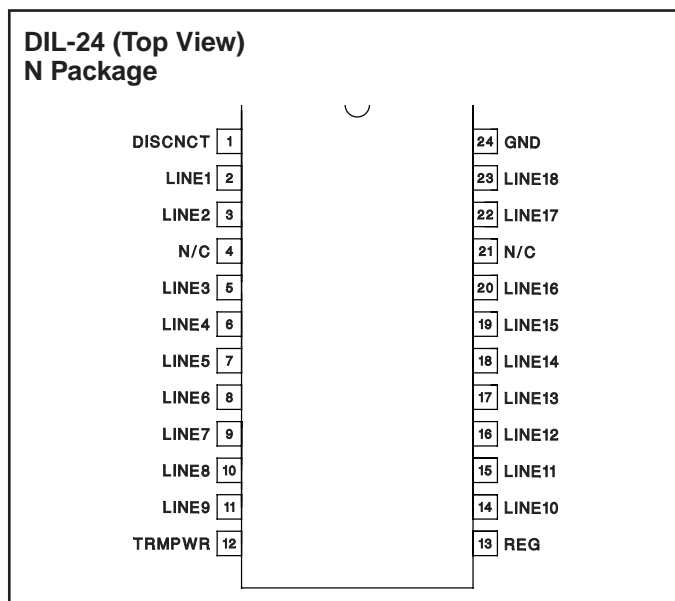 DIL-24 (Top View)
N Package
DISCNCT 1 24 GND
LINE1 2 23 LINE18
LINE2 3 22 LINE17
N/C 4 21 N/C
LINE3 5 20 LINE16
LINE4 6 19 LINE15
LINE5 7 18 LINE14
LINE6 8 17 LINE13
LINE7 9 16 LINE12
LINE8 10 15 LINE11
LINE9 11 14 LINE10
TRMPWR 12 13 REG